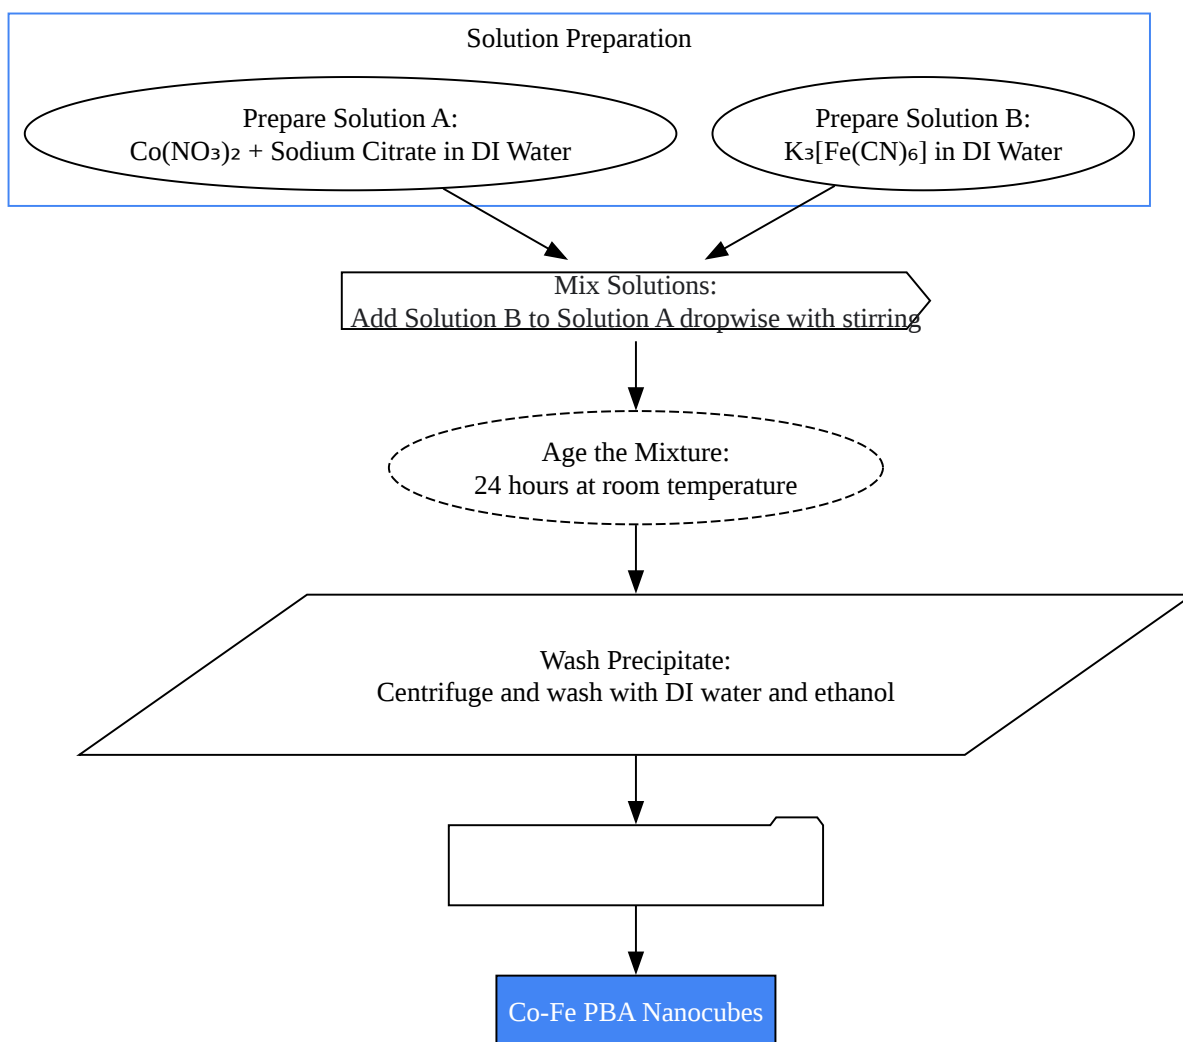 Solution Preparation
Prepare Solution A:
Co(NO₃)₂ + Sodium Citrate in DI Water
Prepare Solution B:
K₃[Fe(CN)₆] in DI Water
Mix Solutions:
Add Solution B to Solution A dropwise with stirring
Age the Mixture:
24 hours at room temperature
Wash Precipitate:
Centrifuge and wash with DI water and ethanol
Co-Fe PBA Nanocubes